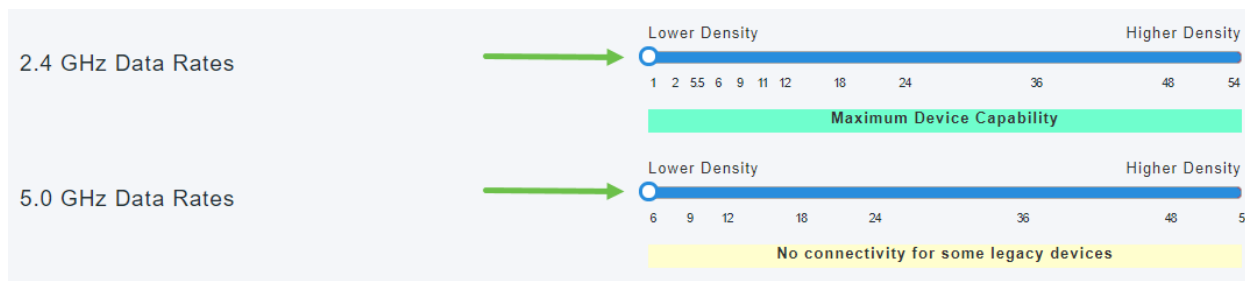 Lower Density Higher Density
2.4 GHz Data Rates
1 2 5.5 6 9 11 12 18 24 36 48 54
Maximum Device Capability
Lower Density Higher Density
5.0 GHz Data Rates
6 9 12 18 24 36 48 5
No connectivity for some legacy devices